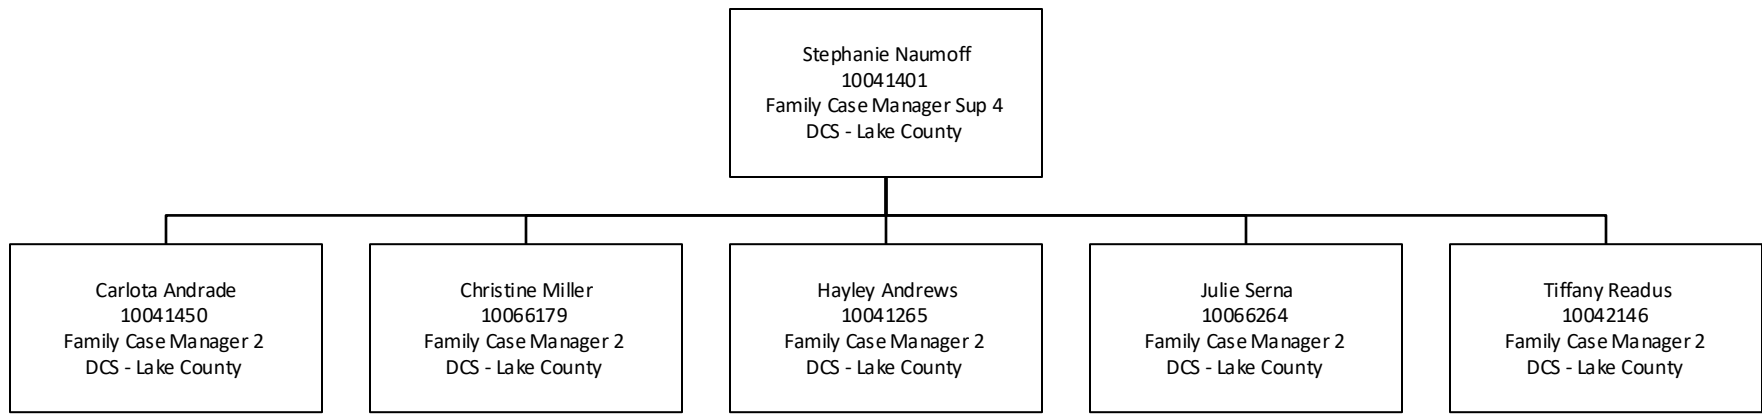 Stephanie Naumoff
10041401
Family Case Manager Sup 4
DCS - Lake County
Carlota Andrade
10041450
Family Case Manager 2
DCS - Lake County
Christine Miller
10066179
Family Case Manager 2
DCS - Lake County
Hayley Andrews
10041265
Family Case Manager 2
DCS - Lake County
Julie Serna
10066264
Family Case Manager 2
DCS - Lake County
Tiffany Readus
10042146
Family Case Manager 2
DCS - Lake County